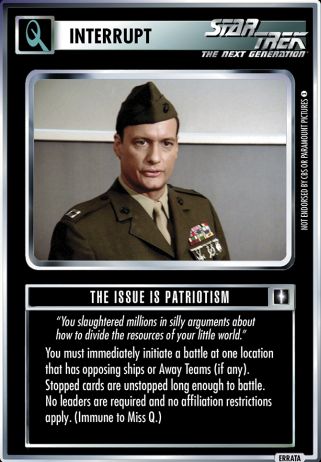 Q INTERRUPT
STAR TREK
THE NEXT GENERATION
NOT ENDORSED BY CBS OR PARAMOUNT PICTURES
THE ISSUE IS PATRIOTISM
"You slaughtered millions in silly arguments about
how to divide the resources of your little world."
You must immediately initiate a battle at one location
that has opposing ships or Away Teams (if any).
Stopped cards are unstopped long enough to battle.
No leaders are required and no affiliation restrictions
apply. (Immune to Miss Q.)
ERRATA